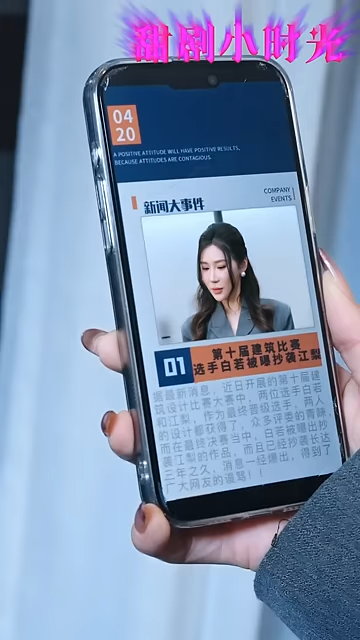 甜剧小时光
04
20
A POSITIVE ATTITUDE WILL HAVE POSITIVE RESULTS,
BECAUSE ATTITUDES ARE CONTAGIOUS.
新闻大事件
COMPANY
EVENTS
01
第十届建筑比赛
选手白若被曝抄袭江梨
据最新消息，近日开展的第十届建
筑设计比赛大赛中，两位选手白若
和江梨，作为最终晋级选手，两人
的设计都获得了，众多评委的青睐，
而在最终决赛当中，白若被曝出抄
袭江梨的作品，而且已经抄袭长达
三年之久，消息一经爆出，得到了
广大网友的谴骂！！